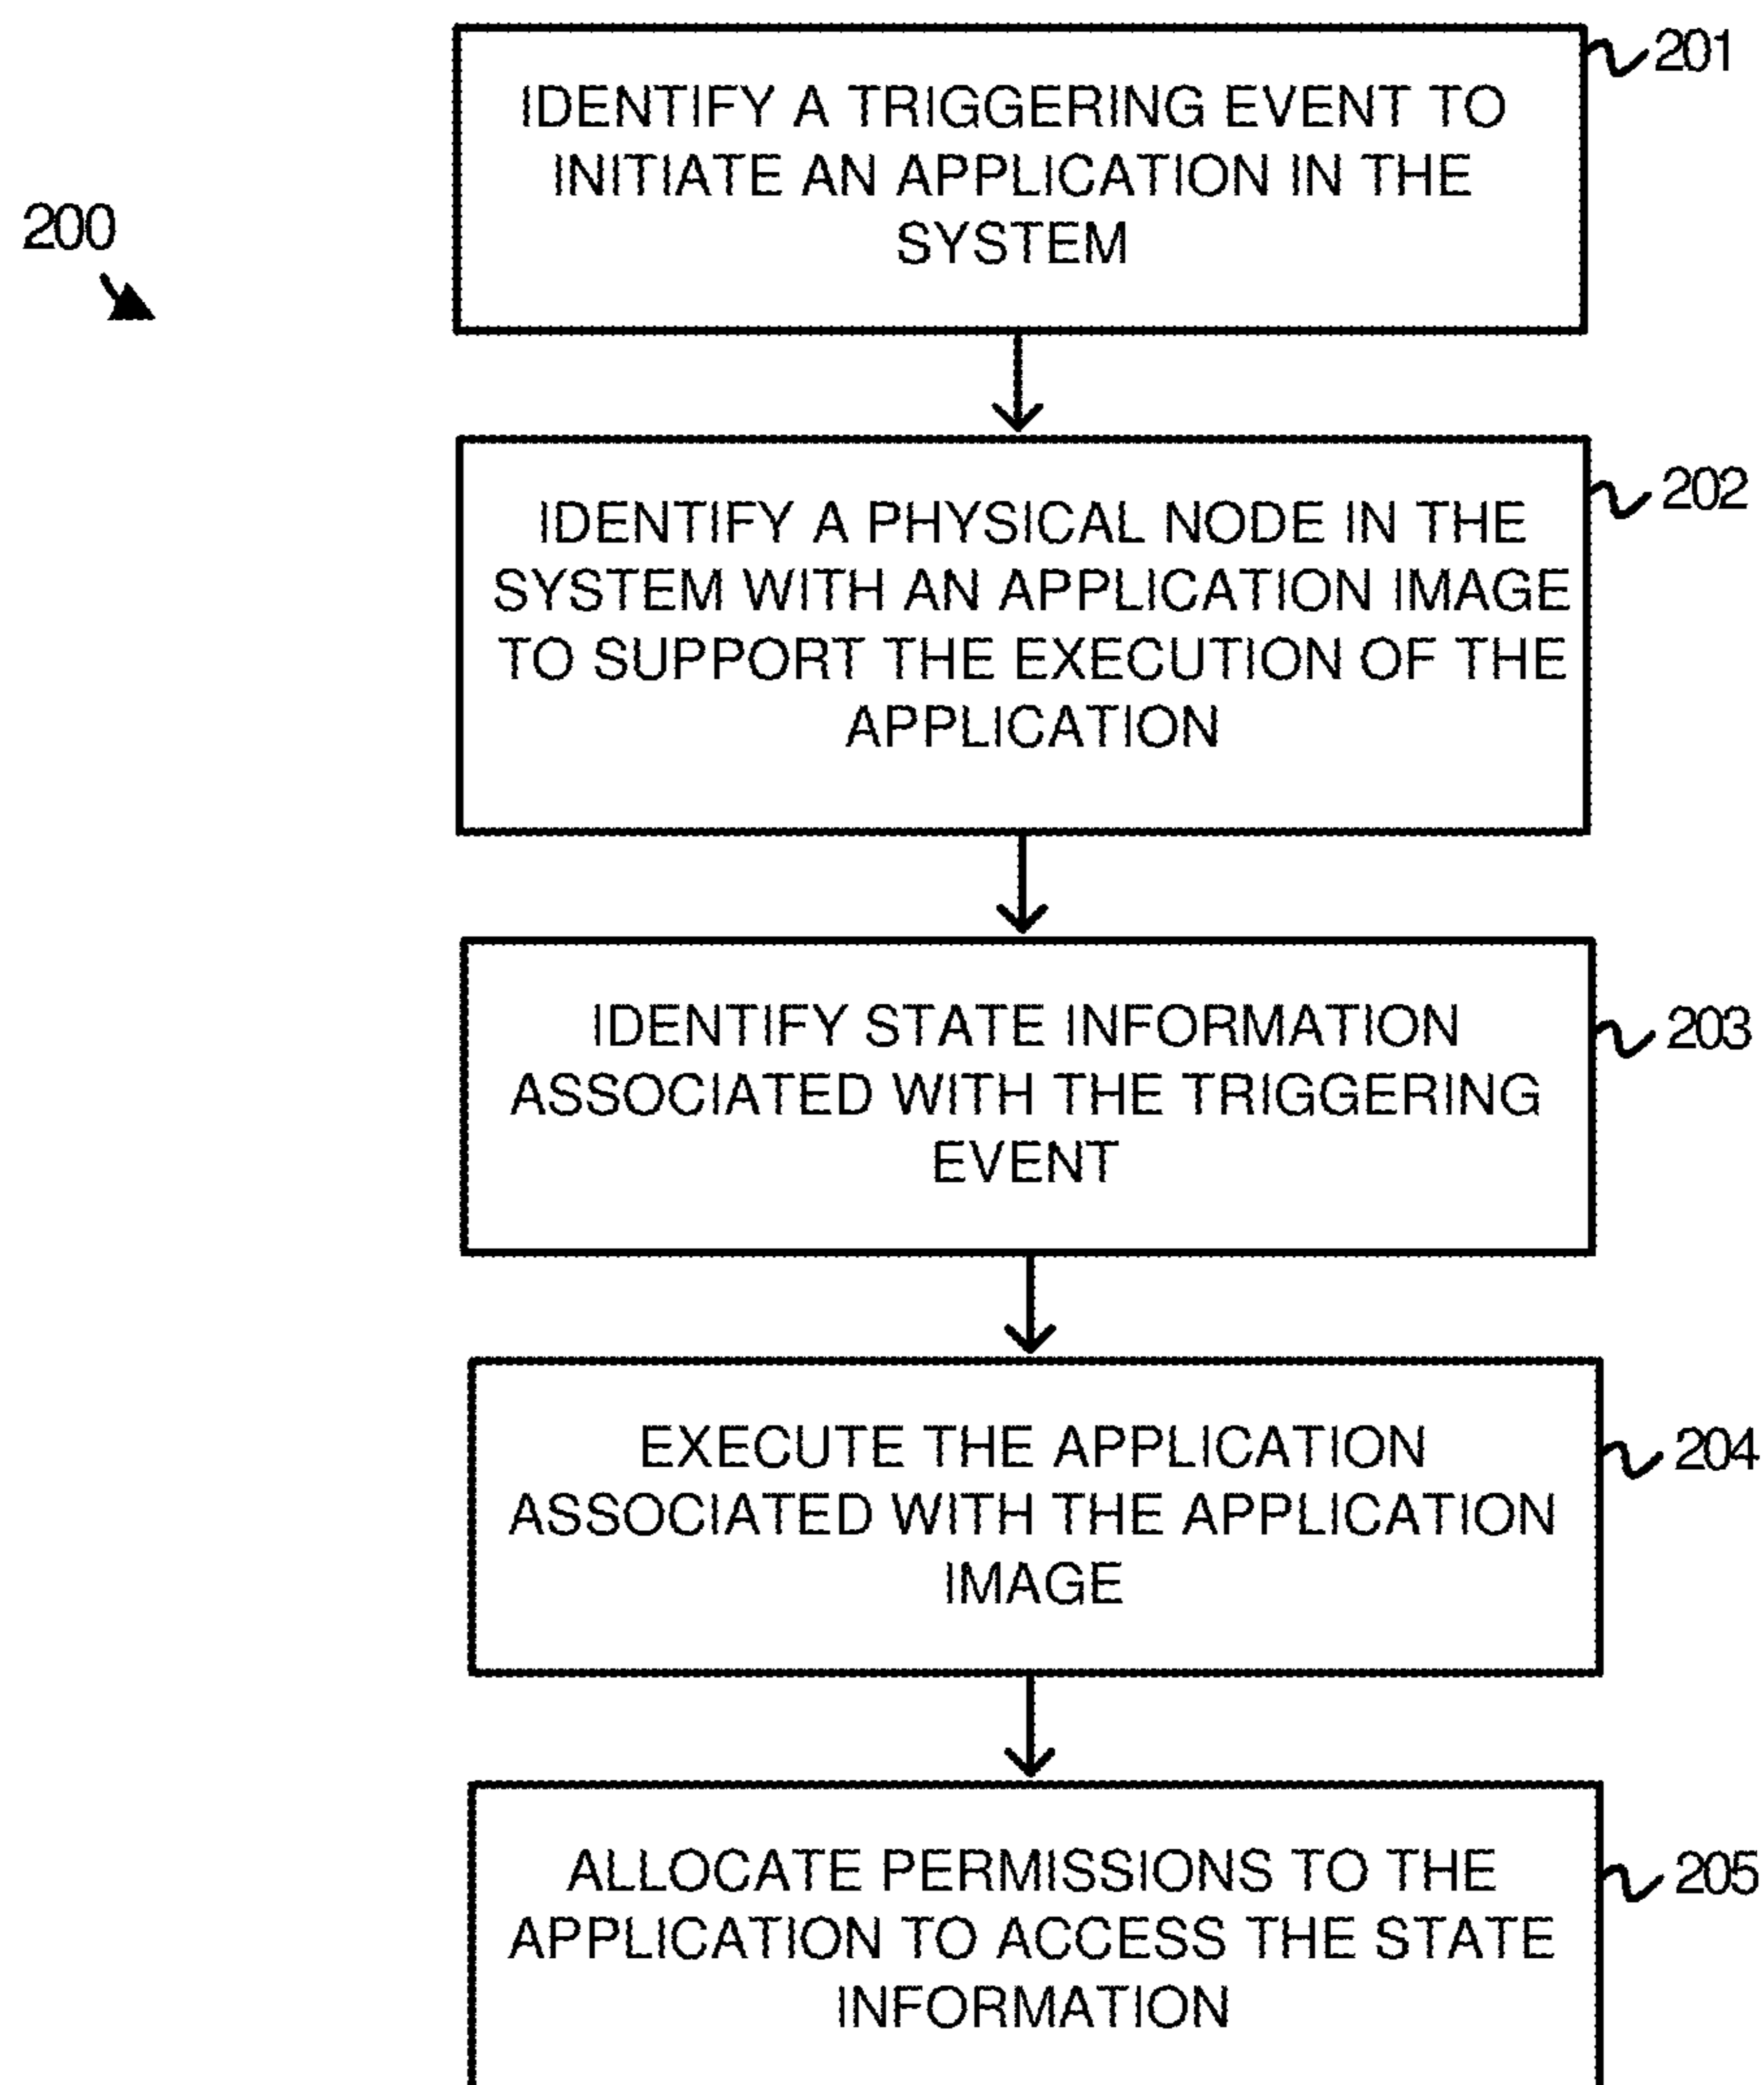 201
IDENTIFY A TRIGGERING EVENT TO
INITIATE AN APPLICATION IN THE
SYSTEM
200
202
IDENTIFY A PHYSICAL NODE IN THE
SYSTEM WITH AN APPLICATION IMAGE
TO SUPPORT THE EXECUTION OF THE
APPLICATION
203
IDENTIFY STATE INFORMATION
ASSOCIATED WITH THE TRIGGERING
EVENT
204
EXECUTE THE APPLICATION
ASSOCIATED WITH THE APPLICATION
IMAGE
205
ALLOCATE PERMISSIONS TO THE
APPLICATION TO ACCESS THE STATE
INFORMATION